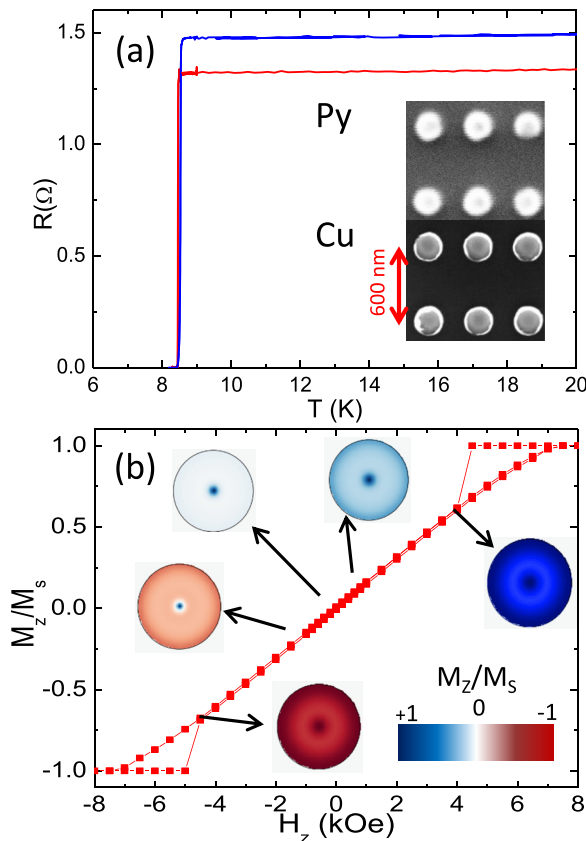 (a)
1.5
1.0
0.5
0.0
R(Ω)
Py
Cu
600 nm
6 8 10 12 14 16 18 20
T (K)
(b)
1.0
0.5
0.0
-0.5
-1.0
M_z/M_s
M_Z/M_S
+1 0 -1
-8 -6 -4 -2 0 2 4 6 8
H_z (kOe)